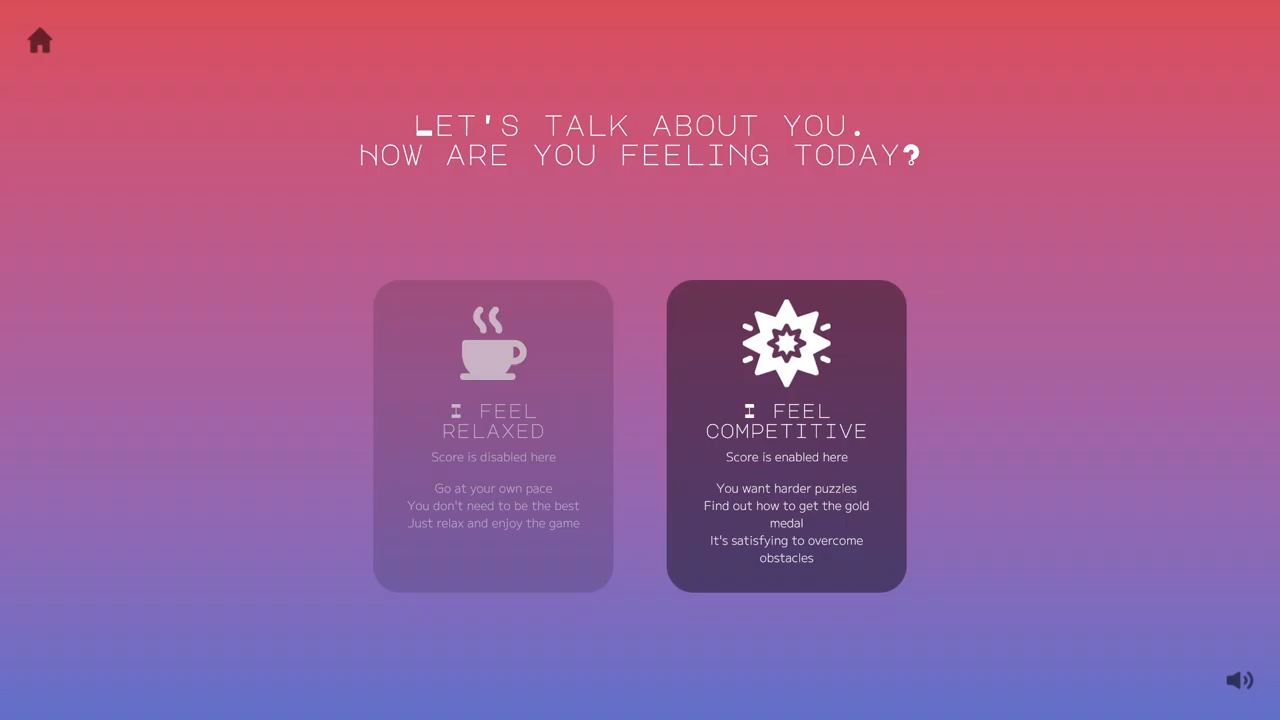 LET'S TALK ABOUT YOU.
HOW ARE YOU FEELING TODAY?
I FEEL
RELAXED
Score is disabled here
Go at your own pace
You don't need to be the best
Just relax and enjoy the game
I FEEL
COMPETITIVE
Score is enabled here
You want harder puzzles
Find out how to get the gold
medal
It's satisfying to overcome
obstacles